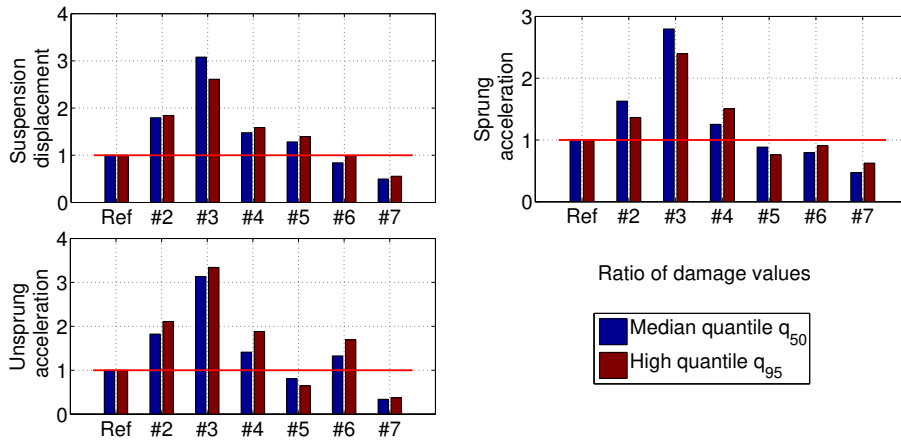 Suspension
displacement
4
3
2
1
0
Ref #2 #3 #4 #5 #6 #7
Sprung
acceleration
3
2
1
0
Ref #2 #3 #4 #5 #6 #7
Unsprung
acceleration
4
3
2
1
0
Ref #2 #3 #4 #5 #6 #7
Ratio of damage values
Median quantile q50
High quantile q95